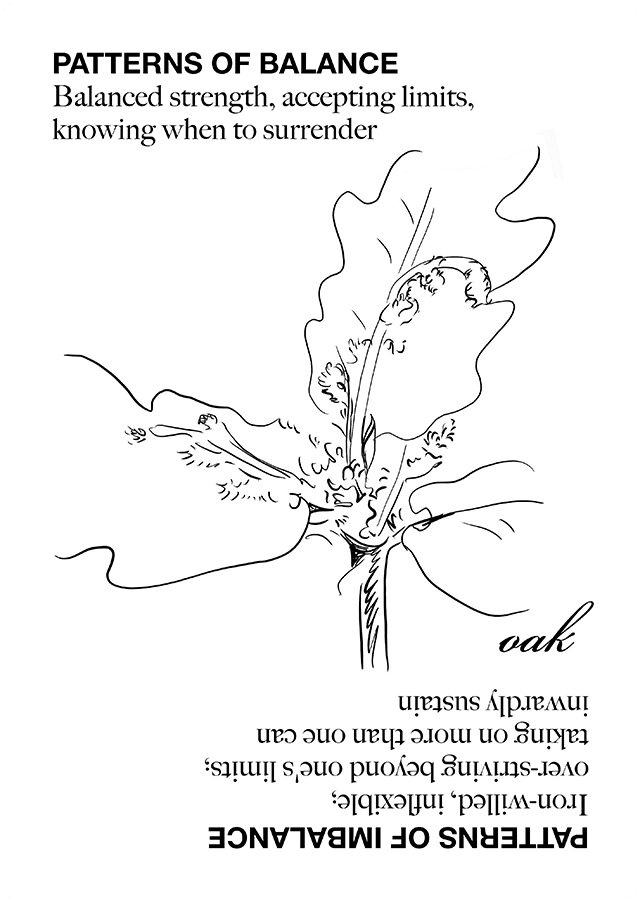 PATTERNS OF BALANCE
Balanced strength, accepting limits,
knowing when to surrender
oak
PATTERNS OF IMBALANCE
Iron-willed, inflexible;
over-striving beyond one's limits;
taking on more than one can
inwardly sustain